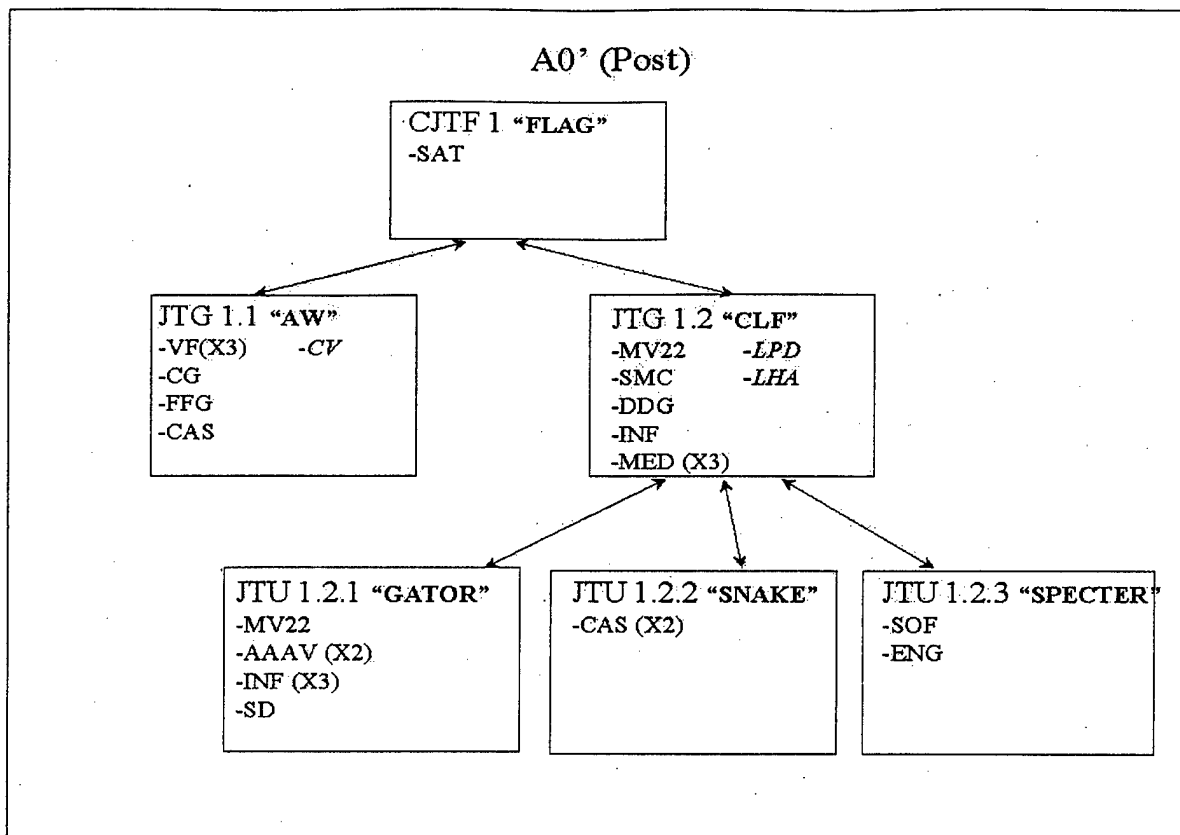 A0’ (Post)
CJTF 1 “FLAG”
-SAT
JTG 1.1 “AW”
-VF(X3) -CV
-CG
-FFG
-CAS
JTG 1.2 “CLF”
-MV22 -LPD
-SMC -LHA
-DDG
-INF
-MED (X3)
JTU 1.2.1 “GATOR”
-MV22
-AAAV (X2)
-INF (X3)
-SD
JTU 1.2.2 “SNAKE”
-CAS (X2)
JTU 1.2.3 “SPECTER”
-SOF
-ENG